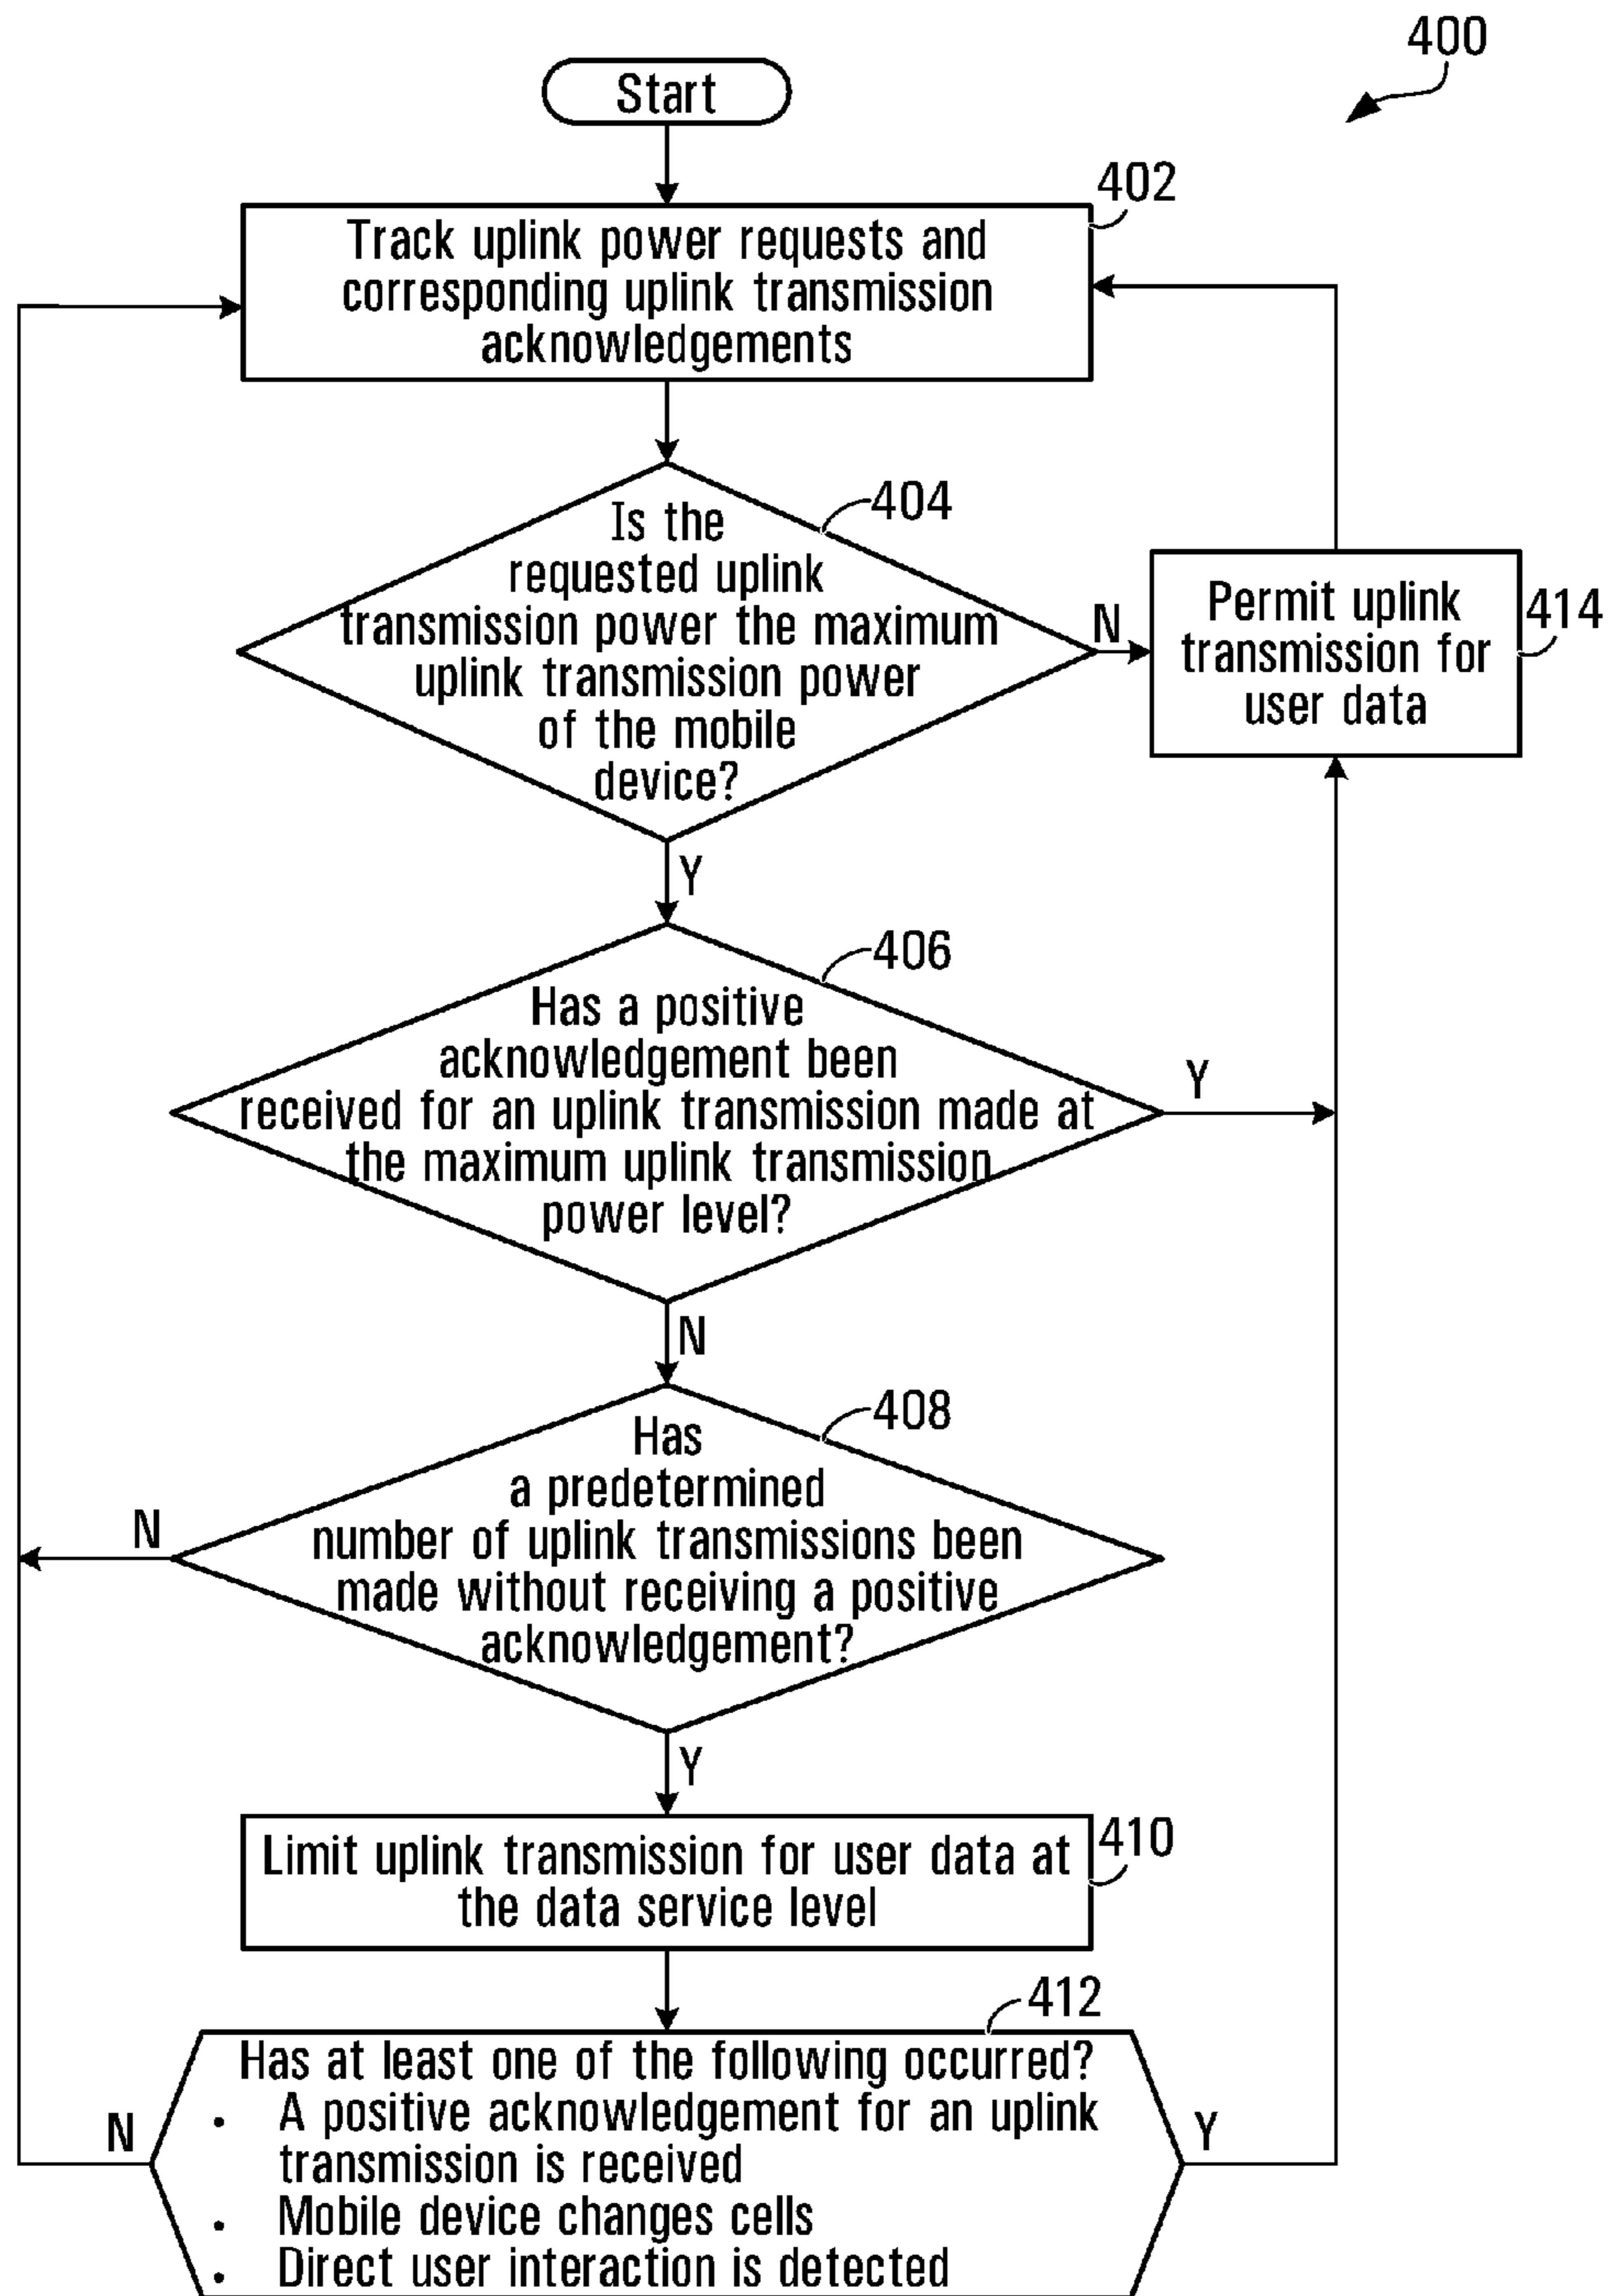 400
Start
402
Track uplink power requests and
corresponding uplink transmission
acknowledgements
404
Is the
requested uplink
transmission power the maximum
uplink transmission power
of the mobile
device?
N
Permit uplink
transmission for
user data
414
Y
406
Has a positive
acknowledgement been
received for an uplink transmission made at
the maximum uplink transmission
power level?
Y
N
408
Has
a predetermined
number of uplink transmissions been
made without receiving a positive
acknowledgement?
N
Y
Limit uplink transmission for user data at
the data service level
410
412
Has at least one of the following occurred?
. A positive acknowledgement for an uplink
transmission is received
. Mobile device changes cells
. Direct user interaction is detected
N
Y